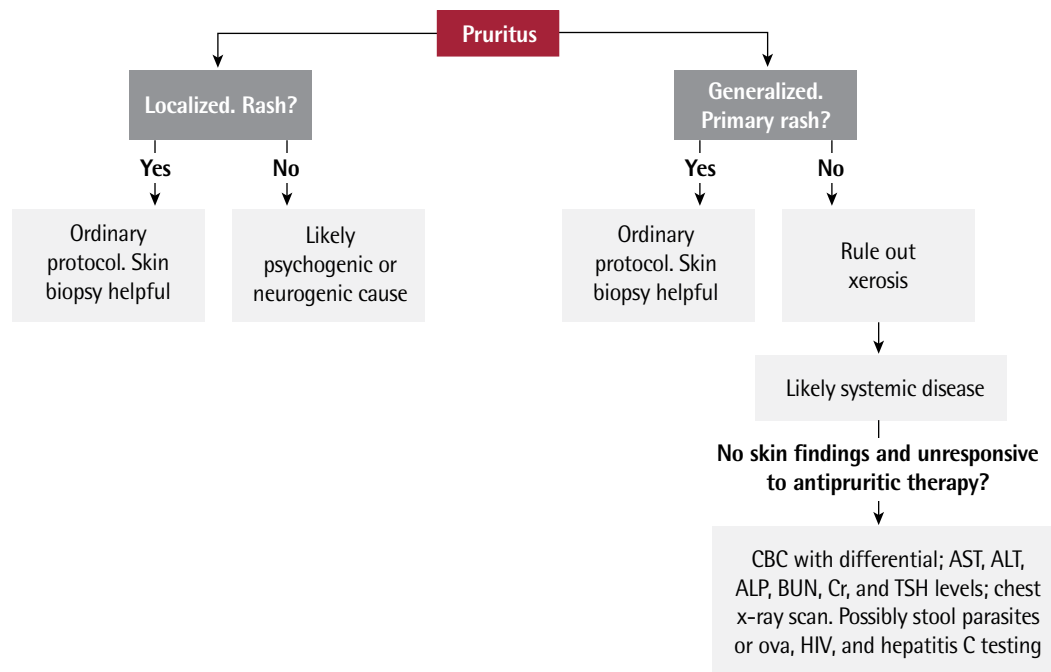 Pruritus
Localized. Rash?
Yes
No
Ordinary
protocol. Skin
biopsy helpful
Likely
psychogenic or
neurogenic cause
Generalized.
Primary rash?
Yes
No
Ordinary
protocol. Skin
biopsy helpful
Rule out
xerosis
Likely systemic disease
No skin findings and unresponsive
to antipruritic therapy?
CBC with differential; AST, ALT,
ALP, BUN, Cr, and TSH levels; chest
x-ray scan. Possibly stool parasites
or ova, HIV, and hepatitis C testing